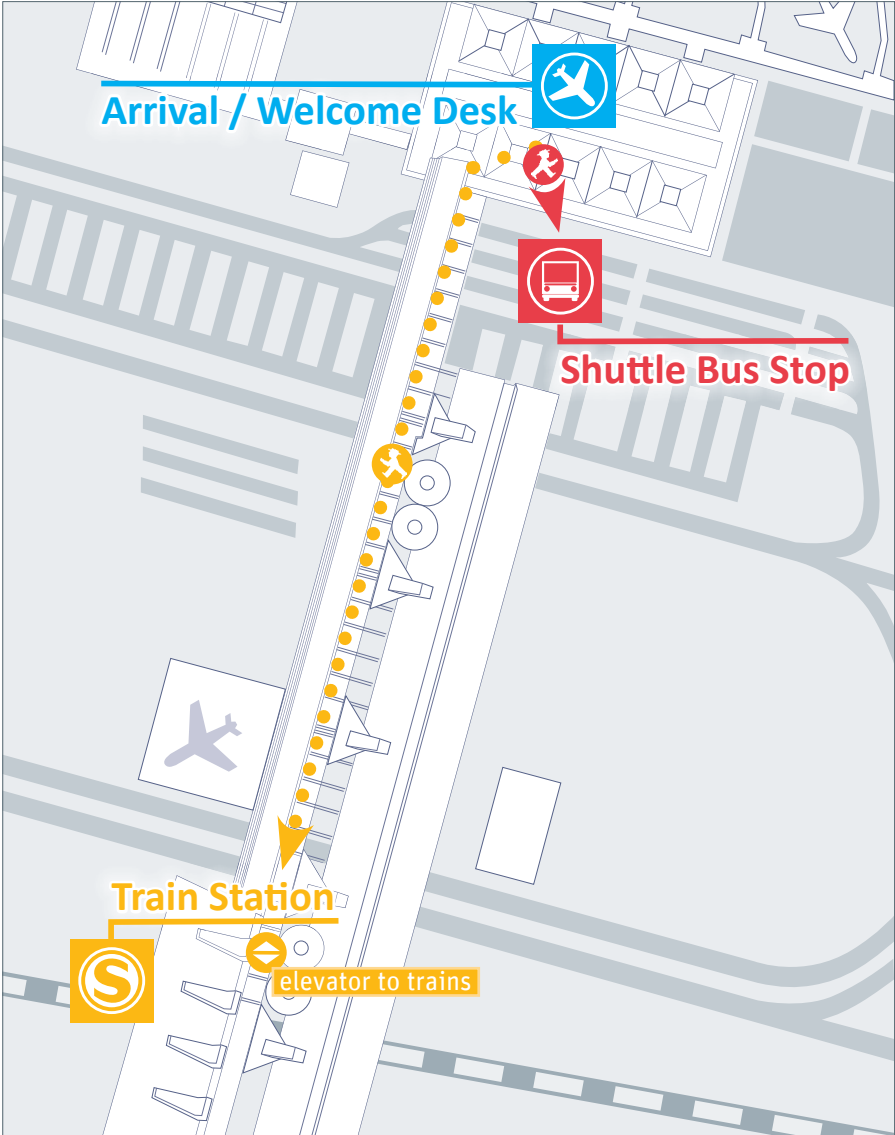 Arrival / Welcome Desk
Shuttle Bus Stop
Train Station
S
elevator to trains